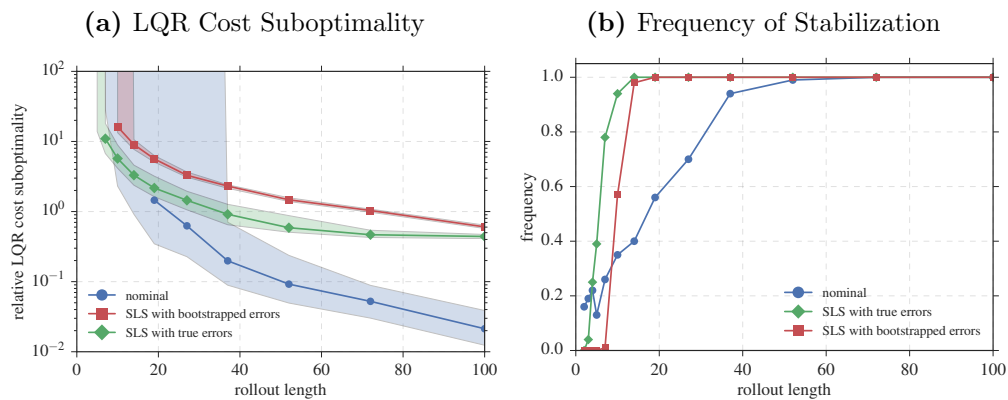 (a) LQR Cost Suboptimality
10^2
10^1
10^0
10^-1
10^-2
relative LQR cost suboptimality
nominal
SLS with bootstrapped errors
SLS with true errors
0 20 40 60 80 100
rollout length
(b) Frequency of Stabilization
1.0
0.8
0.6
0.4
0.2
0.0
frequency
nominal
SLS with true errors
SLS with bootstrapped errors
0 20 40 60 80 100
rollout length